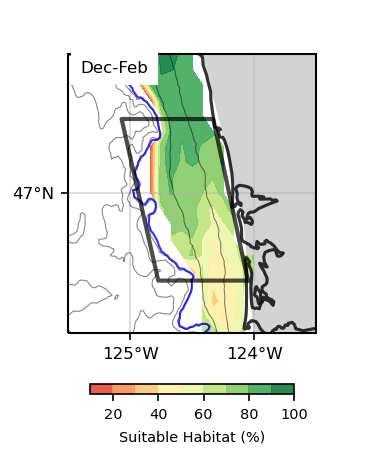 Dec-Feb
47°N
125°W 124°W
20 40 60 80 100
Suitable Habitat (%)